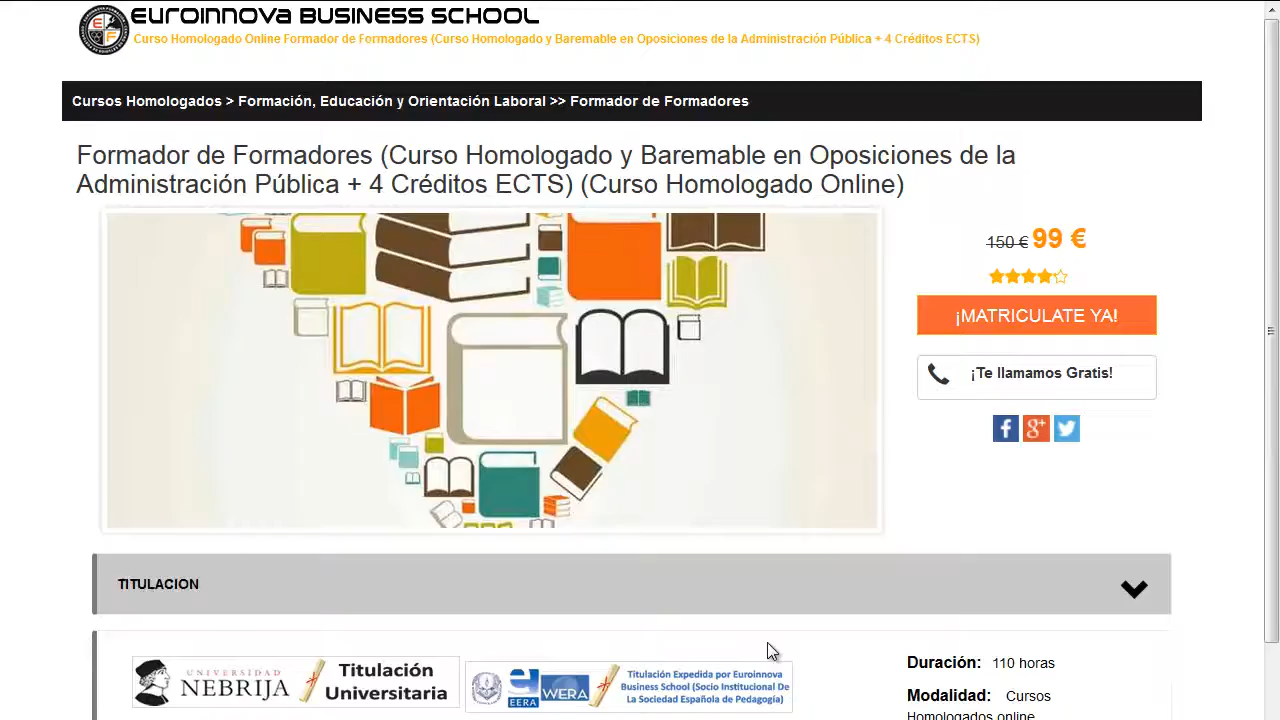 Euroinnova BUSINESS SCHOOL
Curso Homologado Online Formador de Formadores (Curso Homologado y Baremable en Oposiciones de la Administración Pública + 4 Créditos ECTS)
Cursos Homologados > Formación, Educación y Orientación Laboral >> Formador de Formadores
Formador de Formadores (Curso Homologado y Baremable en Oposiciones de la
Administración Pública + 4 Créditos ECTS) (Curso Homologado Online)
150 € 99 €
¡MATRICULATE YA!
¡Te llamamos Gratis!
TITULACION
UNIVERSIDAD
NEBRIJA
Titulación
Universitaria
EERA
WERA
Titulación Expedida por Euroinnova
Business School (Socio Institucional De
La Sociedad Española de Pedagogía)
Duración: 110 horas
Modalidad: Cursos
Homologados online